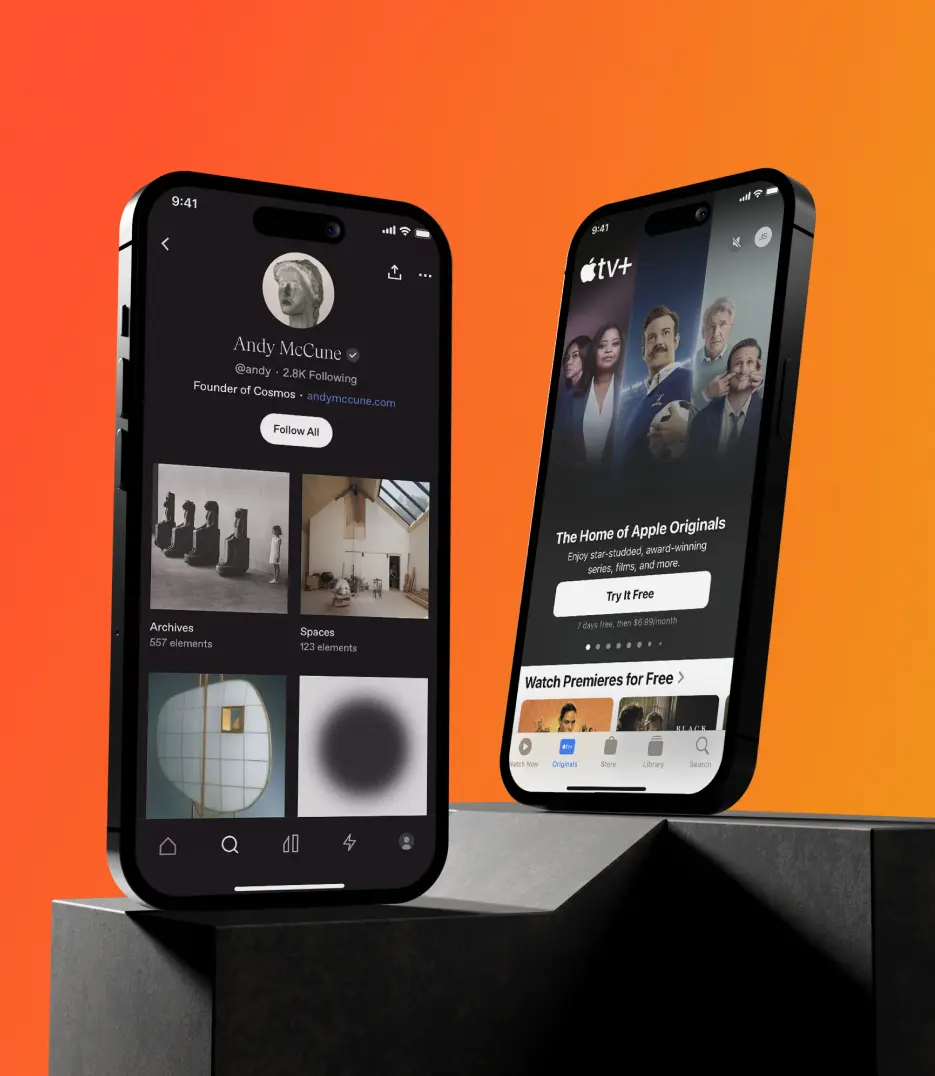 9:41
Andy McCune
@andy · 2.8K Following
Founder of Cosmos · andymccune.com
Follow All
Archives
557 elements
Spaces
123 elements
9:41
JS
tv+
The Home of Apple Originals
Enjoy star-studded, award-winning
series, films, and more.
Try It Free
7 days free, then $6.99/month
Watch Premieres for Free
BLACK
tv+
Watch Now
Originals
Store
Library
Search